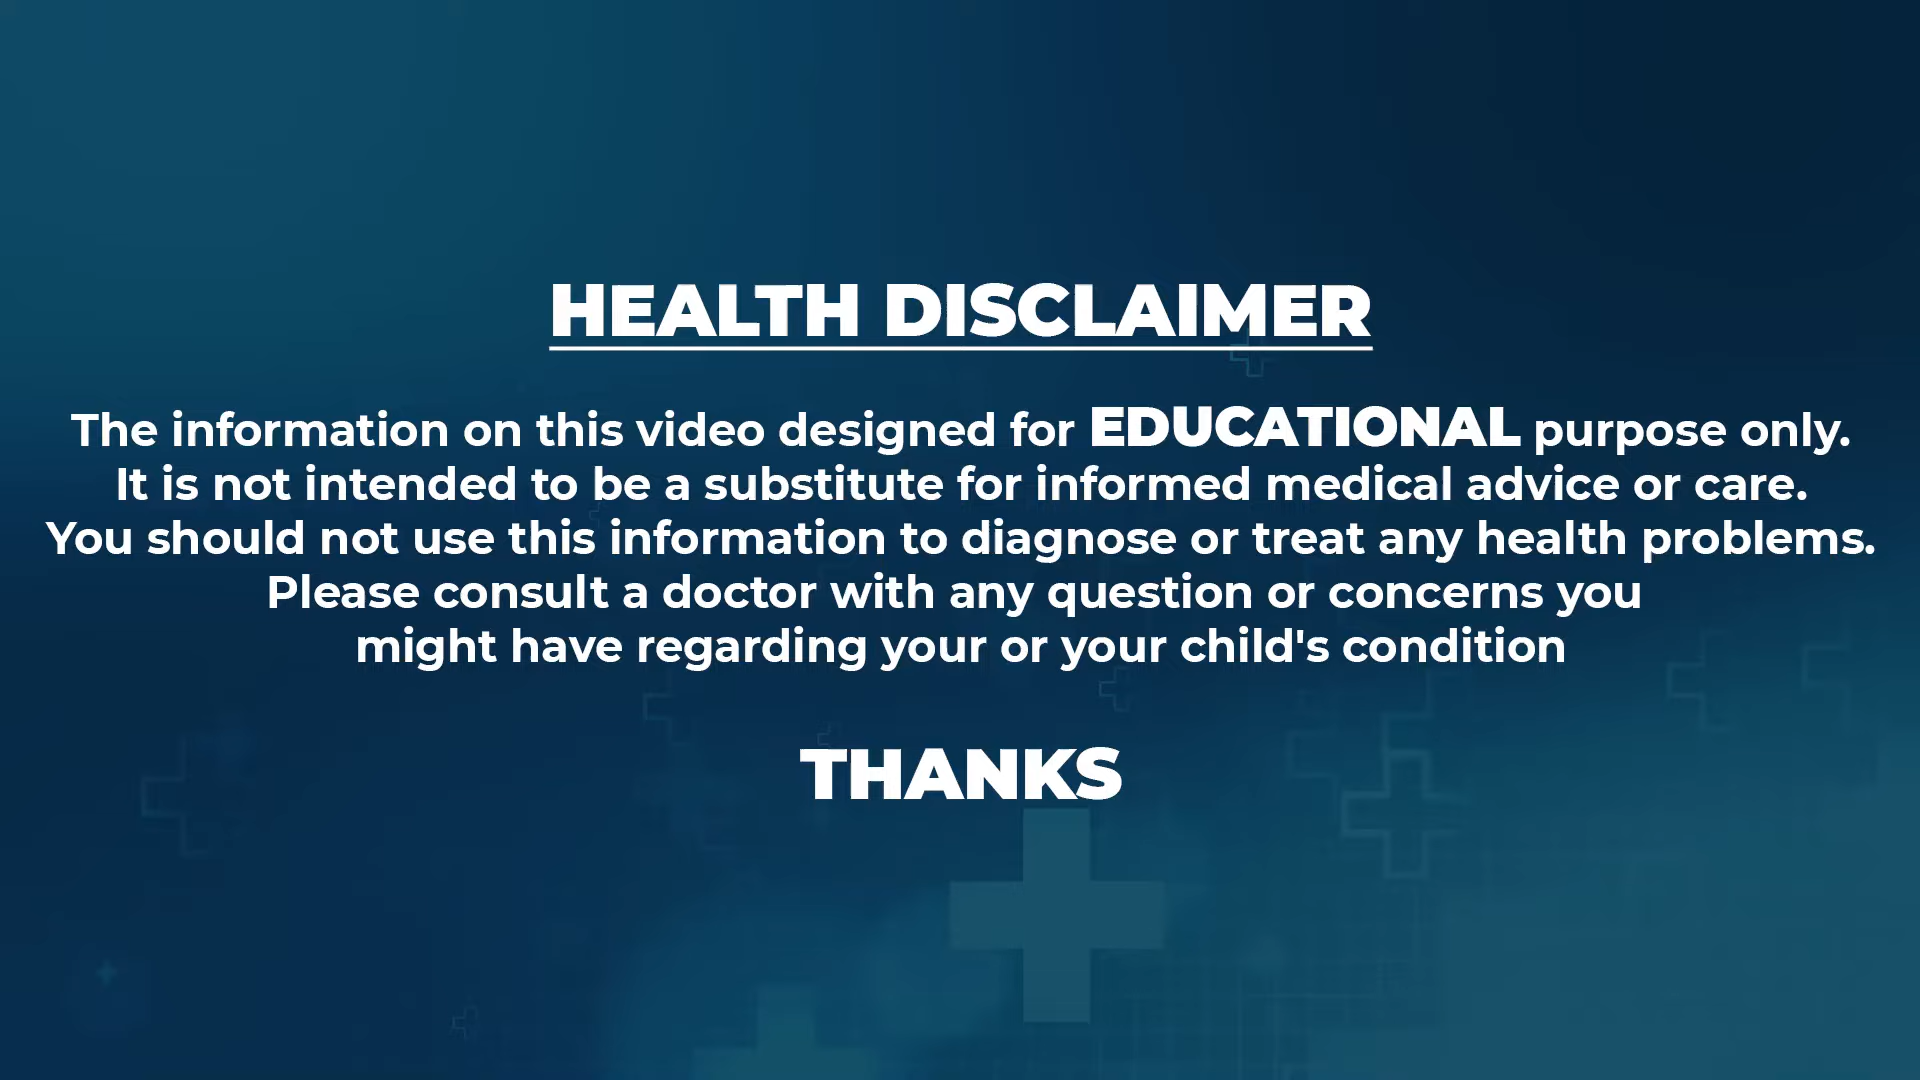 HEALTH DISCLAIMER
The information on this video designed for EDUCATIONAL purpose only.
It is not intended to be a substitute for informed medical advice or care.
You should not use this information to diagnose or treat any health problems.
Please consult a doctor with any question or concerns you
might have regarding your or your child's condition
THANKS